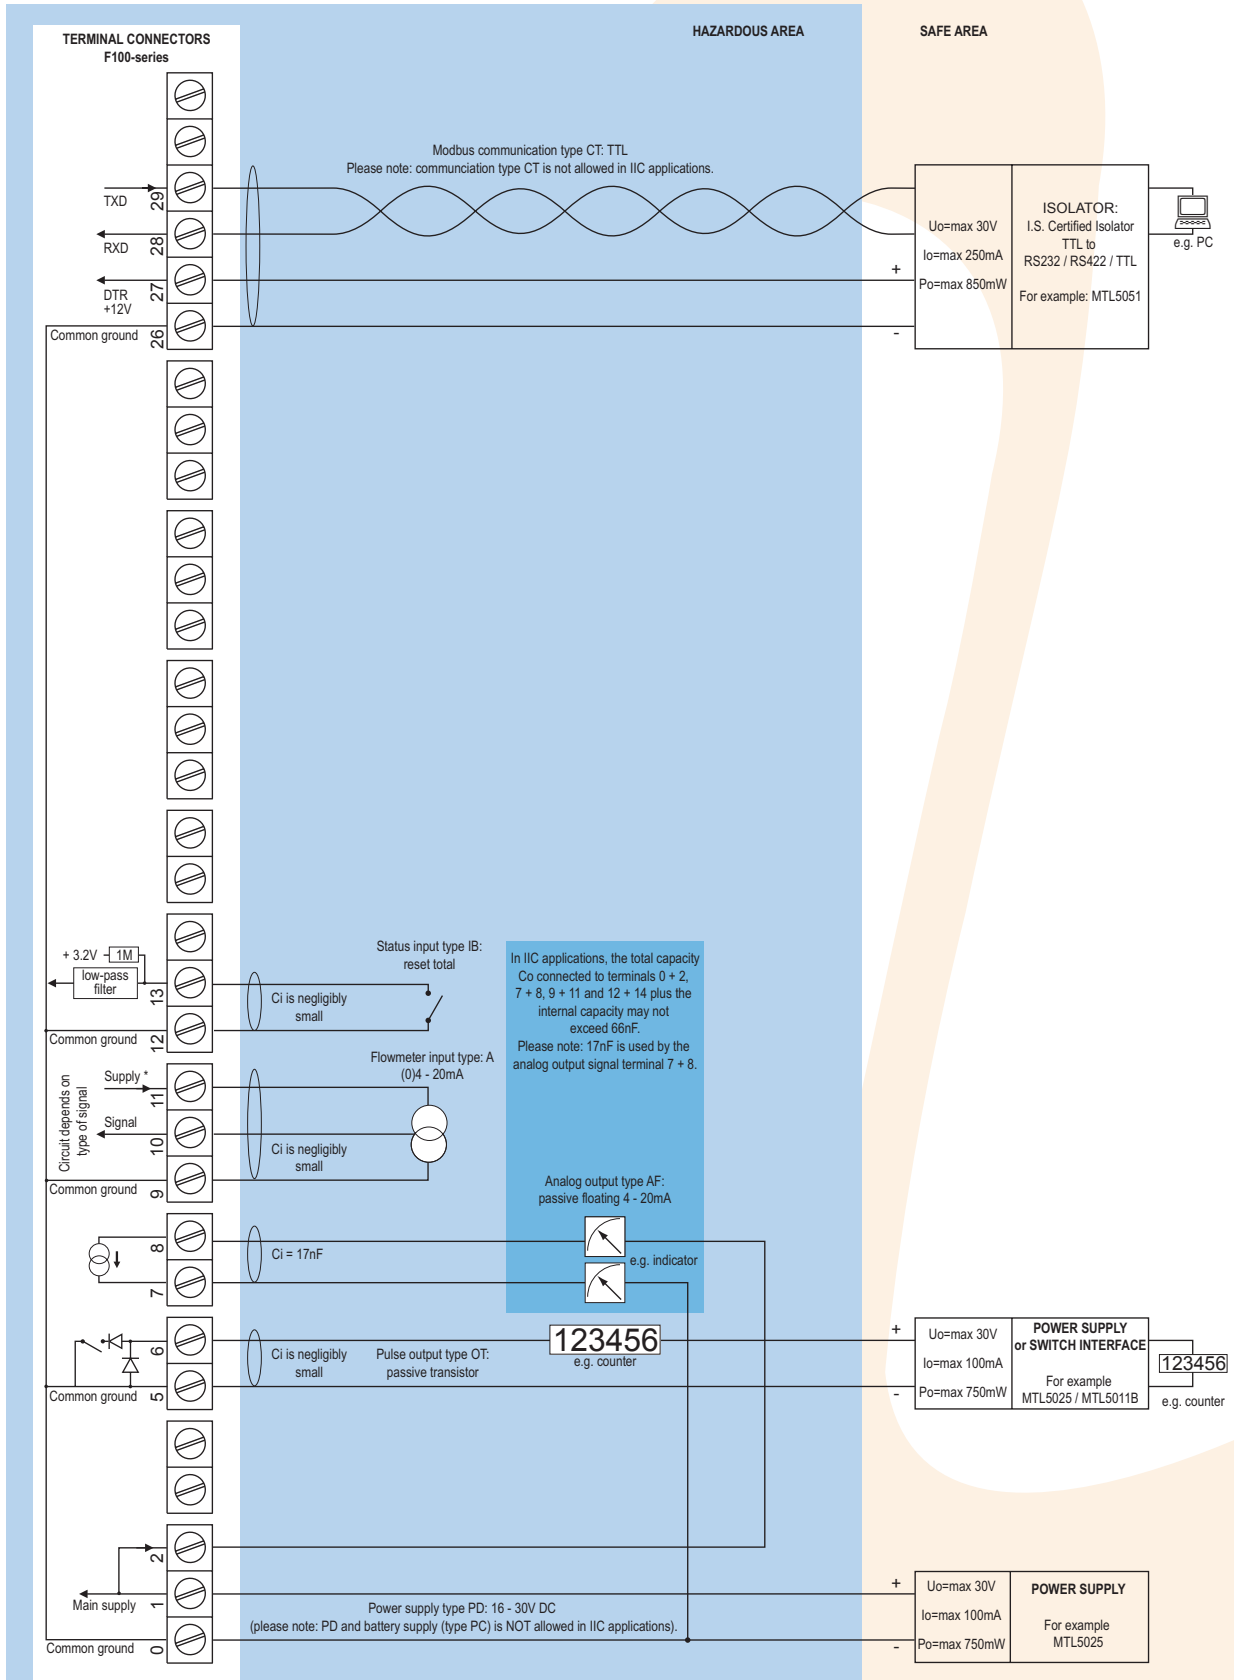 TERMINAL CONNECTORS
F100-series
HAZARDOUS AREA
SAFE AREA
Modbus communication type CT: TTL
Please note: communciation type CT is not allowed in IIC applications.
TXD
29
RXD
28
DTR
+12V
27
Common ground
26
+
-
Uo=max 30V
Io=max 250mA
Po=max 850mW
ISOLATOR:
I.S. Certified Isolator
TTL to
RS232 / RS422 / TTL
For example: MTL5051
e.g. PC
+ 3.2V
1M
low-pass
filter
13
Common ground
12
Ci is negligibly
small
Status input type IB:
reset total
In IIC applications, the total capacity
Co connected to terminals 0 + 2,
7 + 8, 9 + 11 and 12 + 14 plus the
internal capacity may not
exceed 66nF.
Please note: 17nF is used by the
analog output signal terminal 7 + 8.
Circuit depends on
type of signal
Supply *
11
Signal
10
Common ground
9
Flowmeter input type: A
(0)4 - 20mA
Ci is negligibly
small
Analog output type AF:
passive floating 4 - 20mA
8
7
Ci = 17nF
e.g. indicator
6
Common ground
5
Ci is negligibly
small
Pulse output type OT:
passive transistor
123456
e.g. counter
+
-
Uo=max 30V
Io=max 100mA
Po=max 750mW
POWER SUPPLY
or SWITCH INTERFACE
For example
MTL5025 / MTL5011B
123456
e.g. counter
2
Main supply
1
Common ground
0
Power supply type PD: 16 - 30V DC
(please note: PD and battery supply (type PC) is NOT allowed in IIC applications).
+
-
Uo=max 30V
Io=max 100mA
Po=max 750mW
POWER SUPPLY
For example
MTL5025